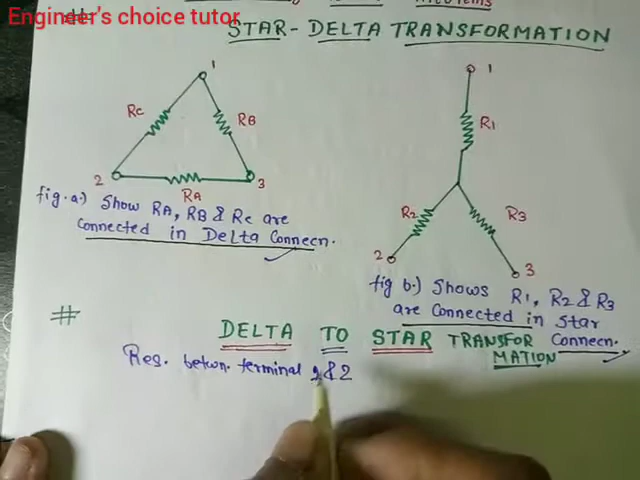 Engineer's choice tutor
STAR-DELTA TRANSFORMATION
1
1
RC
RB
R1
2
3
RA
R2
R3
fig.a.) Show RA, RB & RC are
connected in Delta Connecn.
2
3
fig b.) Shows R1, R2 & R3
are connected in Star
Connecn.
#
DELTA TO STAR TRANSFOR
MATION
Res. betwn. terminal &2